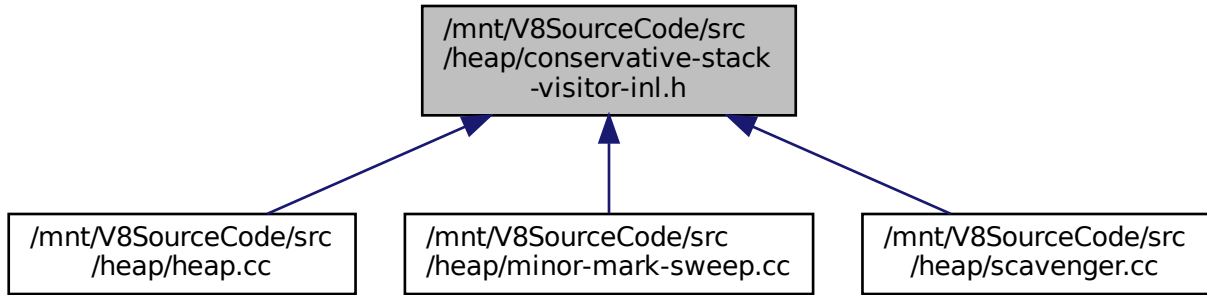 /mnt/V8SourceCode/src
/heap/conservative-stack
-visitor-inl.h
/mnt/V8SourceCode/src
/heap/heap.cc
/mnt/V8SourceCode/src
/heap/minor-mark-sweep.cc
/mnt/V8SourceCode/src
/heap/scavenger.cc